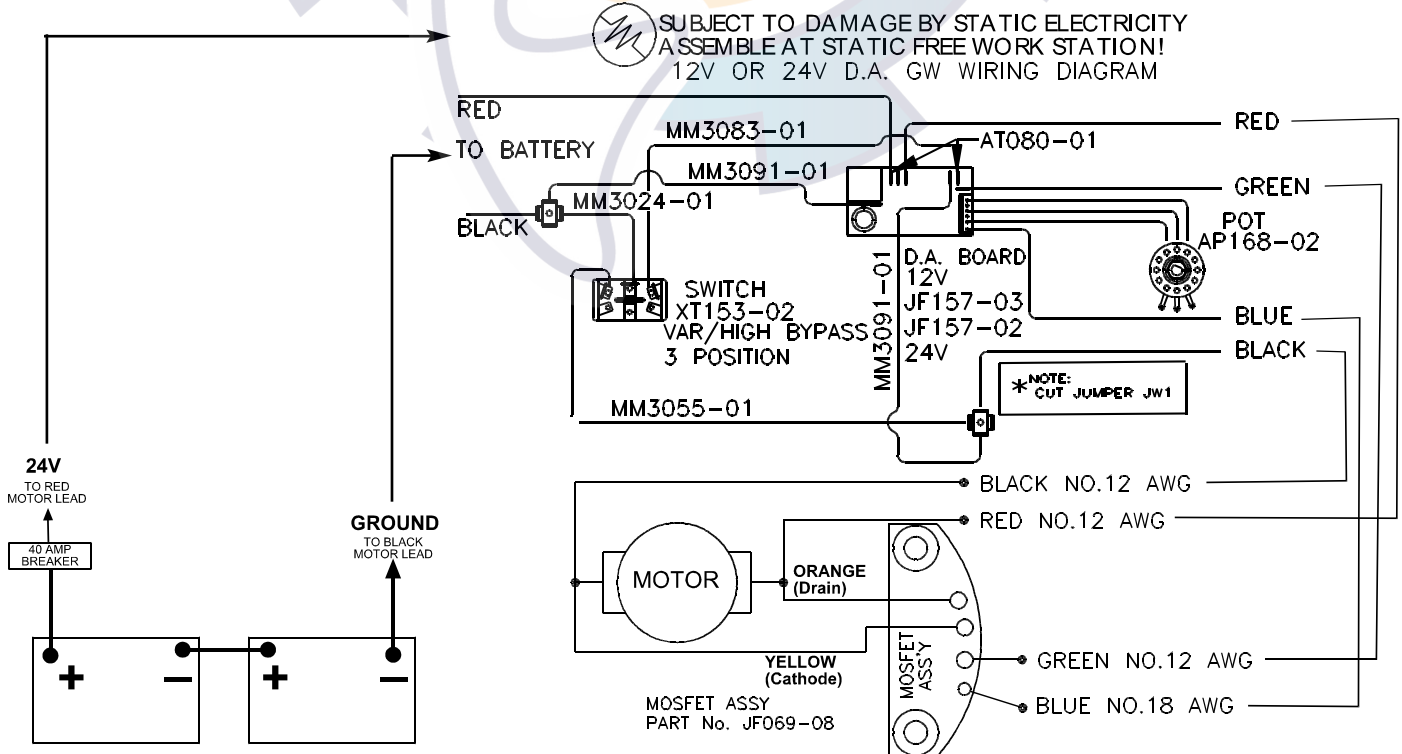 SUBJECT TO DAMAGE BY STATIC ELECTRICITY
ASSEMBLE AT STATIC FREE WORK STATION!
12V OR 24V D.A. GW WIRING DIAGRAM
RED
MM3083-01
TO BATTERY
MM3091-01
MM3024-01
BLACK
AT080-01
RED
GREEN
POT
AP168-02
SWITCH
XT153-02
VAR/HIGH BYPASS
3 POSITION
MM3091-01
D.A. BOARD
12V
JF157-03
JF157-02
24V
BLUE
BLACK
*NOTE:
CUT JUMPER JW1
MM3055-01
24V
TO RED
MOTOR LEAD
40 AMP
BREAKER
GROUND
TO BLACK
MOTOR LEAD
+
-
+
-
BLACK NO.12 AWG
RED NO.12 AWG
MOTOR
ORANGE
(Drain)
YELLOW
(Cathode)
MOSFET
ASS'Y
GREEN NO.12 AWG
BLUE NO.18 AWG
MOSFET ASSY
PART No. JF069-08